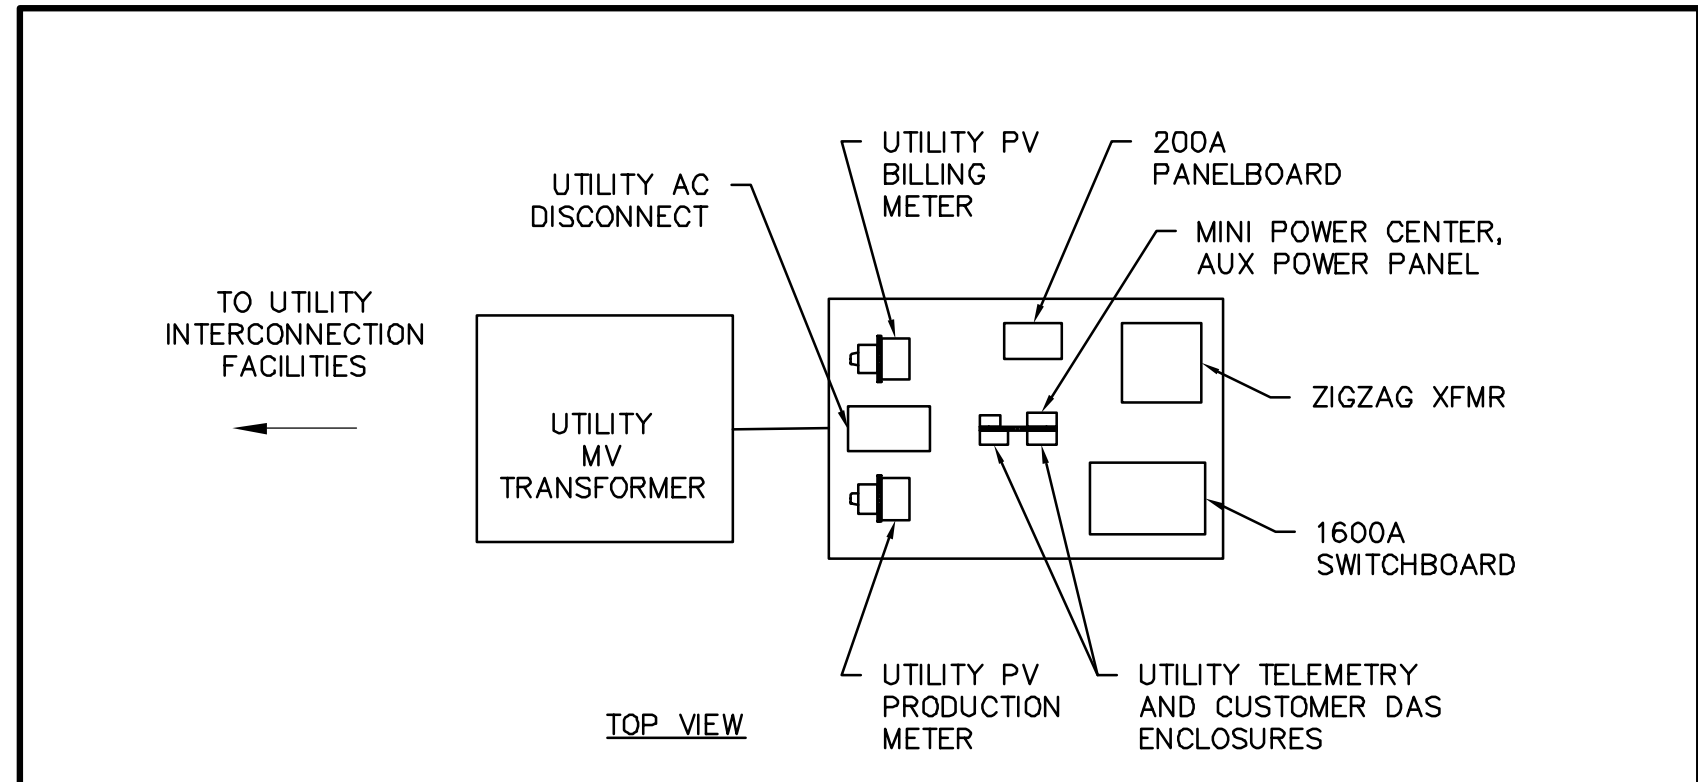 UTILITY PV
BILLING
METER
200A
PANELBOARD
UTILITY AC
DISCONNECT
MINI POWER CENTER,
AUX POWER PANEL
TO UTILITY
INTERCONNECTION
FACILITIES
UTILITY
MV
TRANSFORMER
ZIGZAG XFMR
1600A
SWITCHBOARD
UTILITY PV
PRODUCTION
METER
UTILITY TELEMETRY
AND CUSTOMER DAS
ENCLOSURES
TOP VIEW